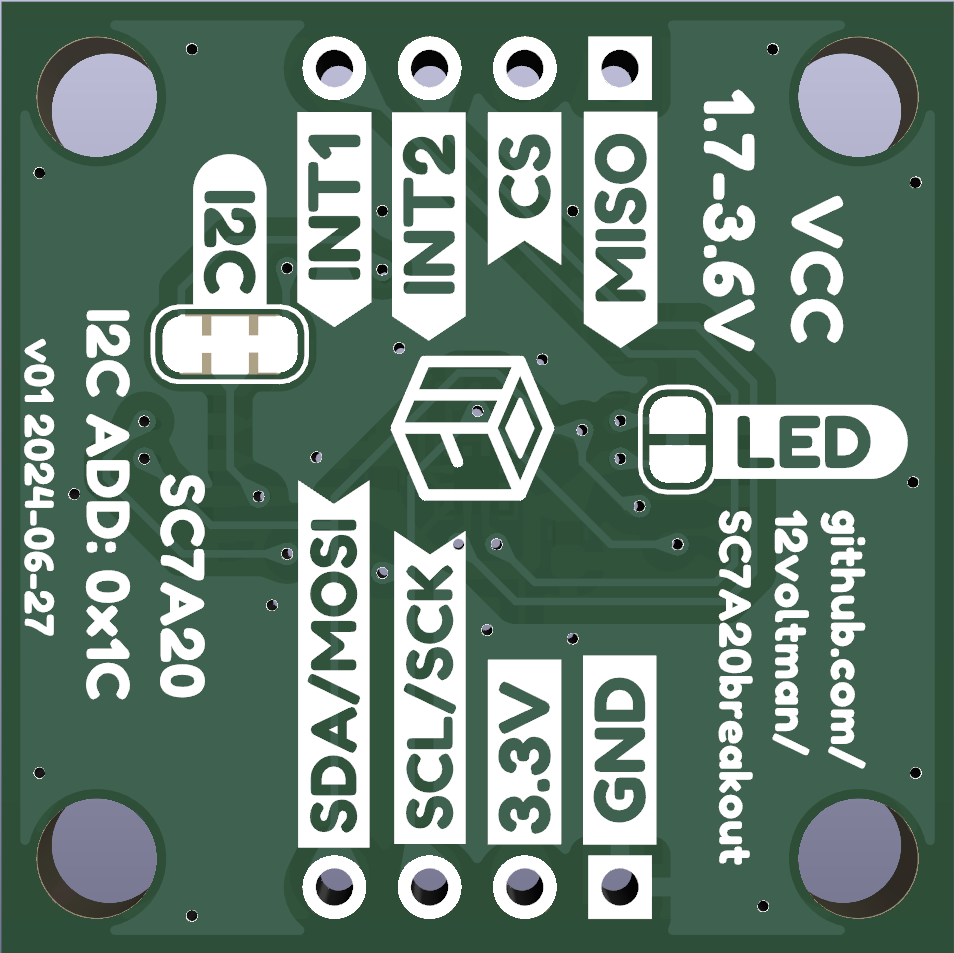 INT1
INT2
CS
MISO
1.7-3.6V
VCC
I2C
I2C ADD: 0x1C
v01 2024-06-27
SC7A20
LED
SDA/MOSI
SCL/SCK
3.3V
GND
github.com/
12voltman/
SC7A20breakout